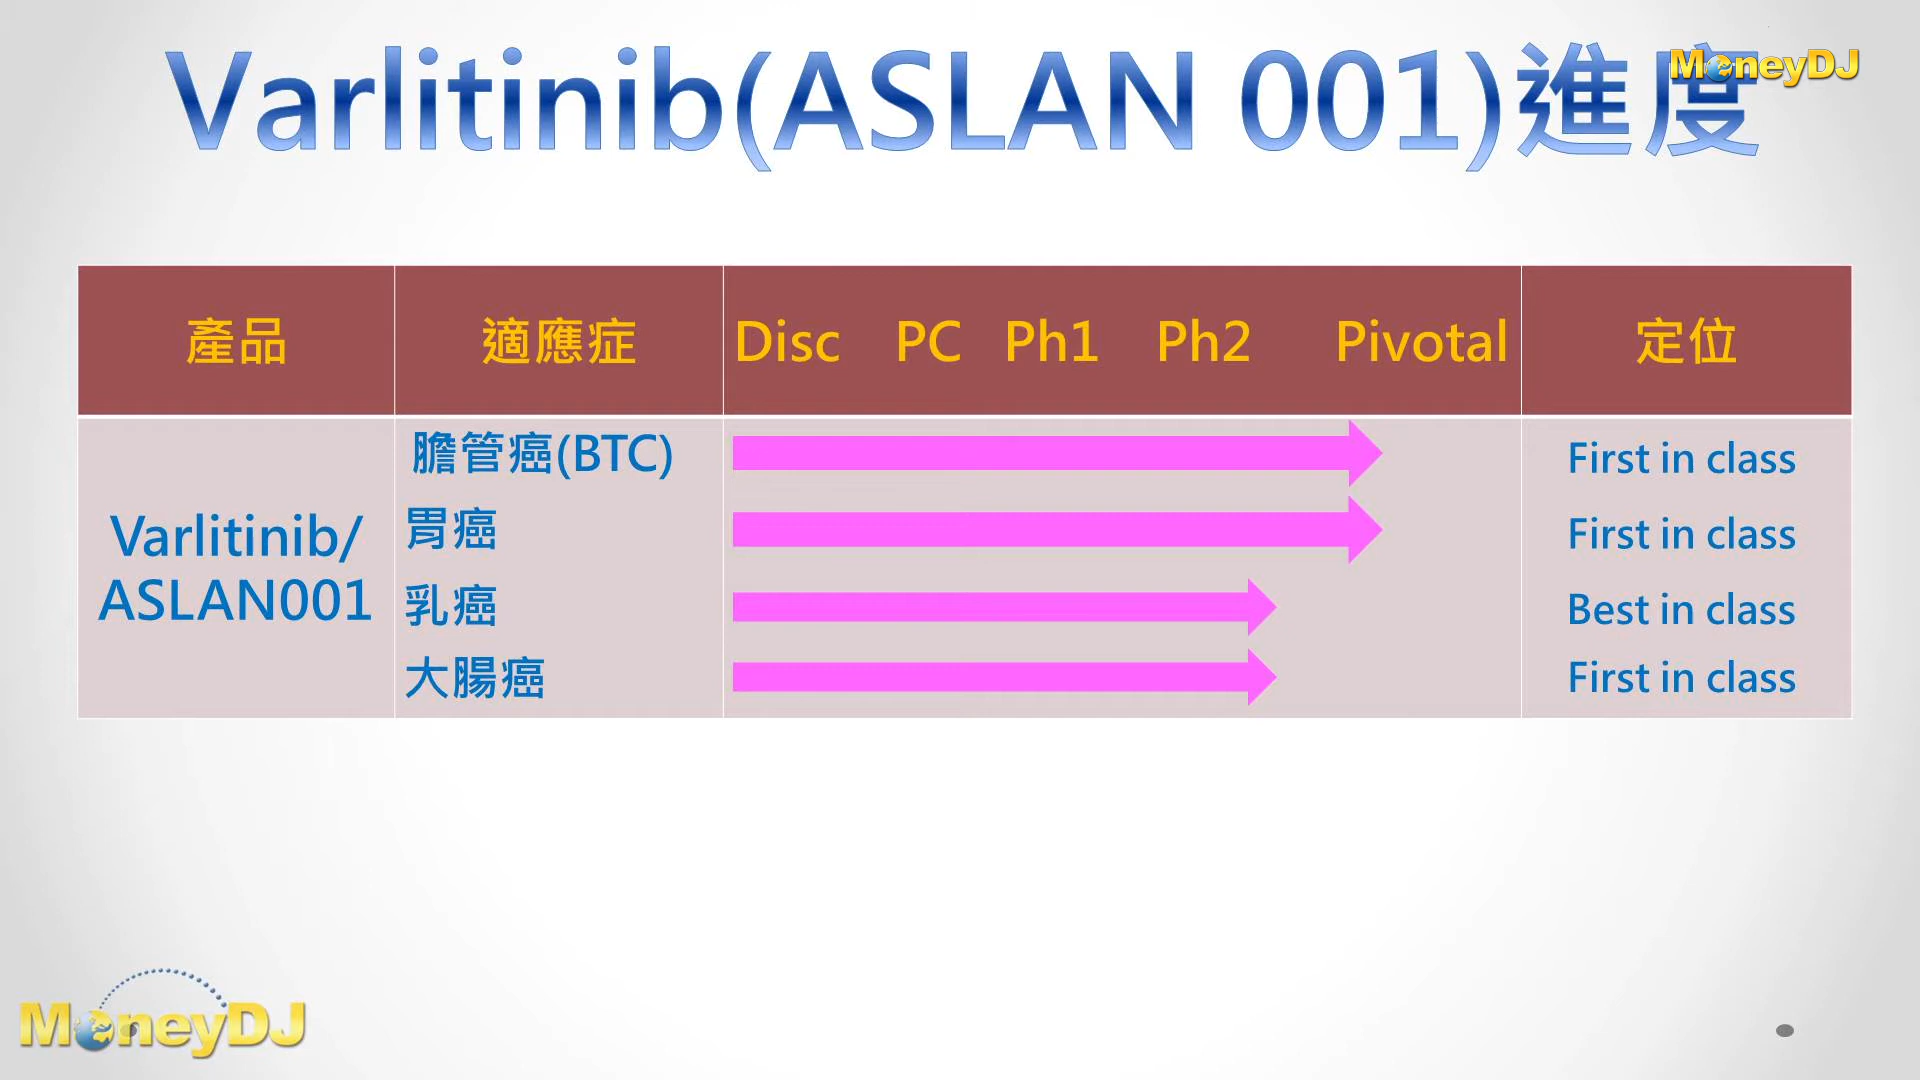 Varlitinib(ASLAN 001)進度
MoneyDJ
產品 適應症 Disc PC Ph1 Ph2 Pivotal 定位
膽管癌(BTC) First in class
胃癌 First in class
Varlitinib/
ASLAN001
乳癌 Best in class
大腸癌 First in class
MoneyDJ